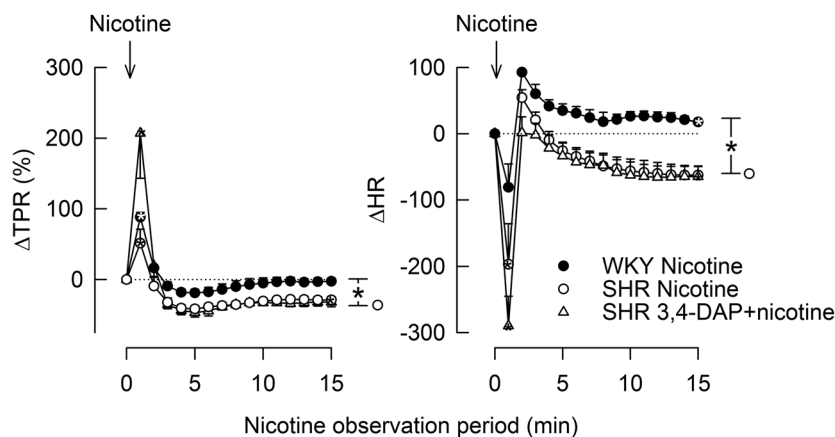 Nicotine
Nicotine
300
200
100
0
ΔTPR (%)
*
0
5
10
15
100
0
-100
-200
-300
ΔHR
*
WKY Nicotine
SHR Nicotine
SHR 3,4-DAP+nicotine
0
5
10
15
Nicotine observation period (min)